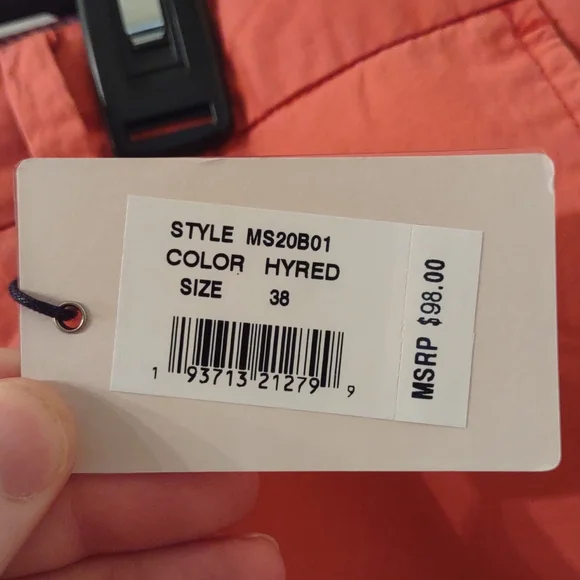 STYLE MS20B01
COLOR HYRED
SIZE 38
1 93713 21279 9
MSRP $98.00